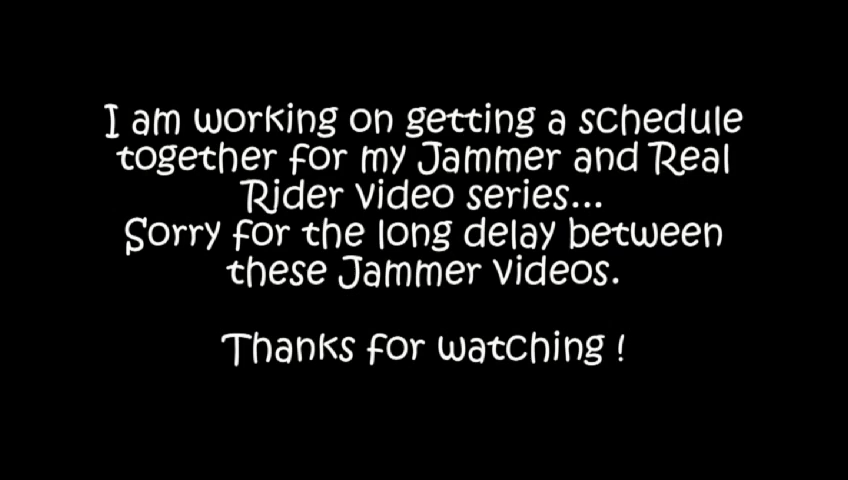 I am working on getting a schedule
together for my Jammer and Real
Rider video series...
Sorry for the long delay between
these Jammer videos.
Thanks for watching !